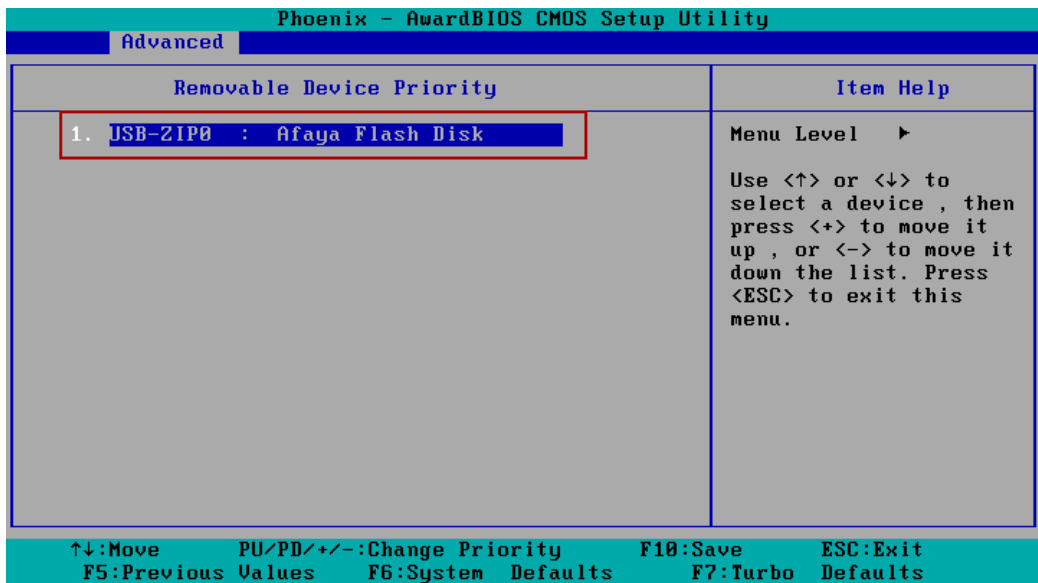 Phoenix - AwardBIOS CMOS Setup Utility
Advanced
Removable Device Priority
1. USB-ZIP0 : Afaya Flash Disk
Item Help
Menu Level ▶
Use <↑> or <↓> to
select a device , then
press <+> to move it
up , or <-> to move it
down the list. Press
<ESC> to exit this
menu.
↑↓:Move PU/PD/+/-:Change Priority F10:Save ESC:Exit
F5:Previous Values F6:System Defaults F7:Turbo Defaults